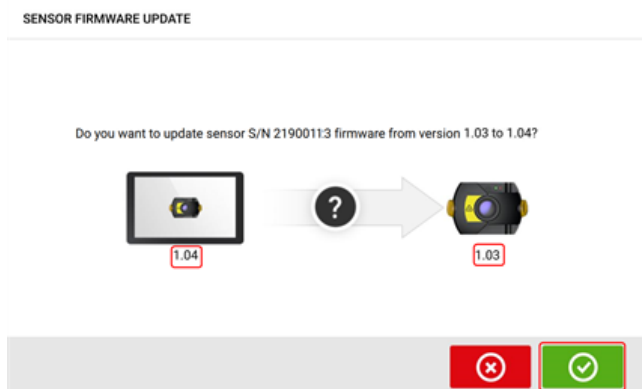 SENSOR FIRMWARE UPDATE
Do you want to update sensor S/N 2190011:3 firmware from version 1.03 to 1.04?
?
1.04
1.03